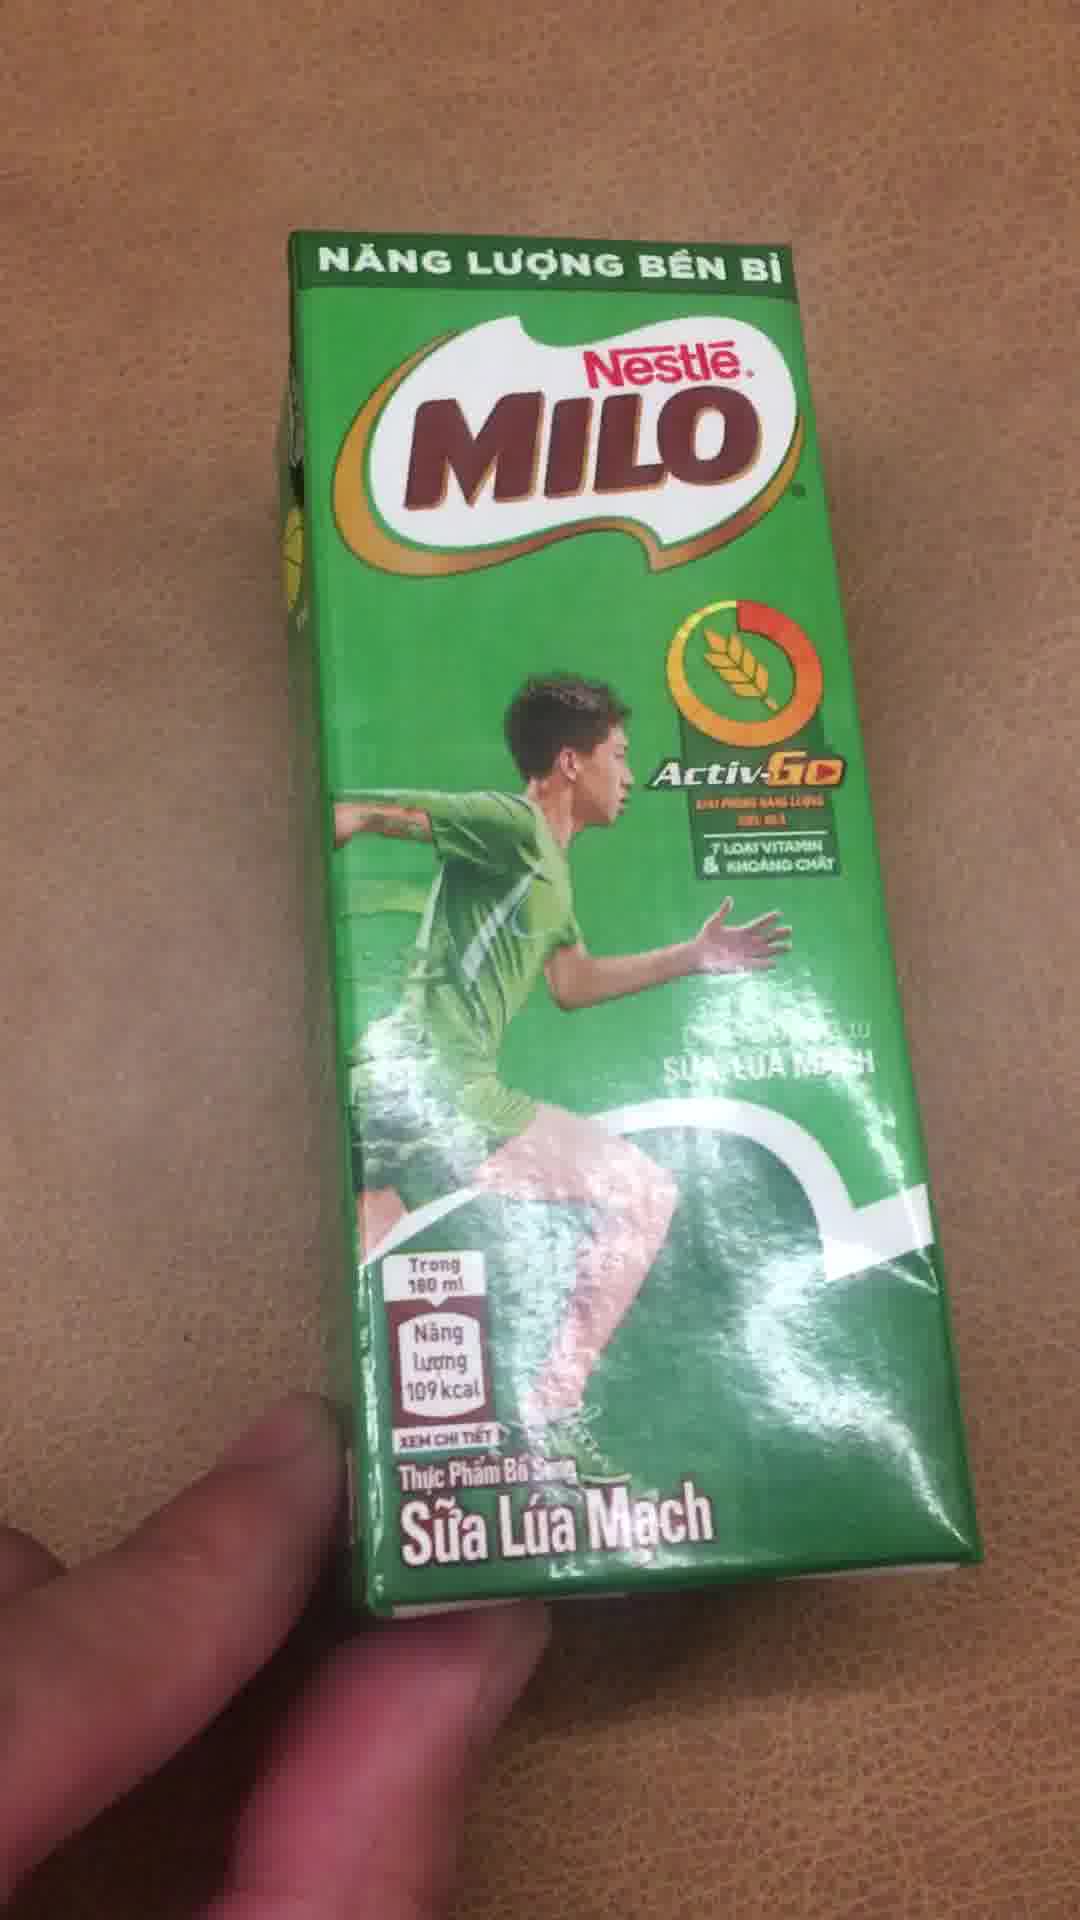 NĂNG LƯỢNG BỀN BỈ
Nestlé.
MILO
Activ-Go
7 LOẠI VITAMIN
& KHOÁNG CHẤT
SỮA, LÚA MẠCH
Trong
180 ml
Năng
lượng
109 kcal
XEM CHI TIẾT
Thực Phẩm Bổ Sung
Sữa Lúa Mạch